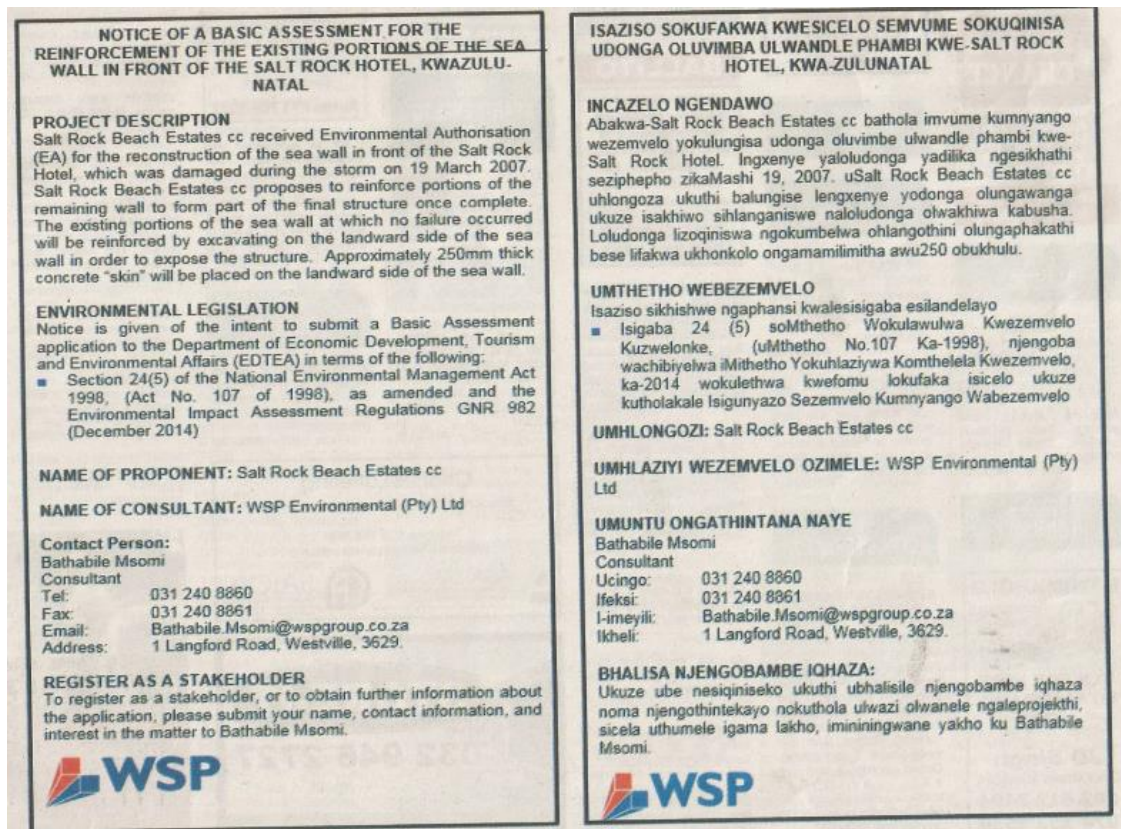 NOTICE OF A BASIC ASSESSMENT FOR THE
REINFORCEMENT OF THE EXISTING PORTIONS OF THE SEA
WALL IN FRONT OF THE SALT ROCK HOTEL, KWAZULU-
NATAL
PROJECT DESCRIPTION
Salt Rock Beach Estates cc received Environmental Authorisation
(EA) for the reconstruction of the sea wall in front of the Salt Rock
Hotel, which was damaged during the storm on 19 March 2007.
Salt Rock Beach Estates cc proposes to reinforce portions of the
remaining wall to form part of the final structure once complete.
The existing portions of the sea wall at which no failure occurred
will be reinforced by excavating on the landward side of the sea
wall in order to expose the structure. Approximately 250mm thick
concrete "skin" will be placed on the landward side of the sea wall.
ENVIRONMENTAL LEGISLATION
Notice is given of the intent to submit a Basic Assessment
application to the Department of Economic Development, Tourism
and Environmental Affairs (EDTEA) in terms of the following:
Section 24(5) of the National Environmental Management Act
1998, (Act No. 107 of 1998), as amended and the
Environmental Impact Assessment Regulations GNR 982
(December 2014)
NAME OF PROPONENT: Salt Rock Beach Estates cc
NAME OF CONSULTANT: WSP Environmental (Pty) Ltd
Contact Person:
Bathabile Msomi
Consultant
Tel: 031 240 8860
Fax: 031 240 8861
Email: Bathabile.Msomi@wspgroup.co.za
Address: 1 Langford Road, Westville, 3629.
REGISTER AS A STAKEHOLDER
To register as a stakeholder, or to obtain further information about
the application, please submit your name, contact information, and
interest in the matter to Bathabile Msomi.
WSP
ISAZISO SOKUFAKWA KWESICELO SEMVUME SOKUQINISA
UDONGA OLUVIMBA ULWANDLE PHAMBI KWE-SALT ROCK
HOTEL, KWA-ZULUNATAL
INCAZELO NGENDAWO
Abakwa-Salt Rock Beach Estates cc bathola imvume kumnyango
wezemvelo yokulungisa udonga oluvimbe ulwandle phambi kwe-
Salt Rock Hotel. Ingxenye yaloludonga yadilika ngesikhathi
seziphepho zikaMashi 19, 2007. uSalt Rock Beach Estates cc
uhlongoza ukuthi balungise lengxenye yodonga olungawanga
ukuze isakhiwo sihlanganiswe naloludonga olwakhiwa kabusha.
Loludonga lizoqiniswa ngokumbelwa ohlangothini olungaphakathi
bese lifakwa ukhonkolo ongamamilimitha awu250 obukhulu.
UMTHETHO WEBEZEMVELO
Isaziso sikhishwe ngaphansi kwalesisigaba esilandelayo
Isigaba 24 (5) soMthetho Wokulawulwa Kwezemvelo
Kuzwelonke, (uMthetho No.107 Ka-1998), njengoba
wachibiyelwa iMithetho Yokuhlaziywa Komthelela Kwezemvelo,
ka-2014 wokulethwa kwefomu lokufaka isicelo ukuze
kutholakale Isigunyazo Sezemvelo Kumnyango Wabezemvelo
UMHLONGOZI: Salt Rock Beach Estates cc
UMHLAZIYI WEZEMVELO OZIMELE: WSP Environmental (Pty)
Ltd
UMUNTU ONGATHINTANA NAYE
Bathabile Msomi
Consultant
Ucingo: 031 240 8860
Ifeksi: 031 240 8861
I-imeyili: Bathabile.Msomi@wspgroup.co.za
Ikheli: 1 Langford Road, Westville, 3629.
BHALISA NJENGOBAMBE IQHAZA:
Ukuze ube nesiqiniseko ukuthi ubhalisile njengobambe iqhaza
noma njengothintekayo nokuthola ulwazi olwanele ngaleprojekthi,
sicela uthumele igama lakho, imininingwane yakho ku Bathabile
Msomi.
WSP